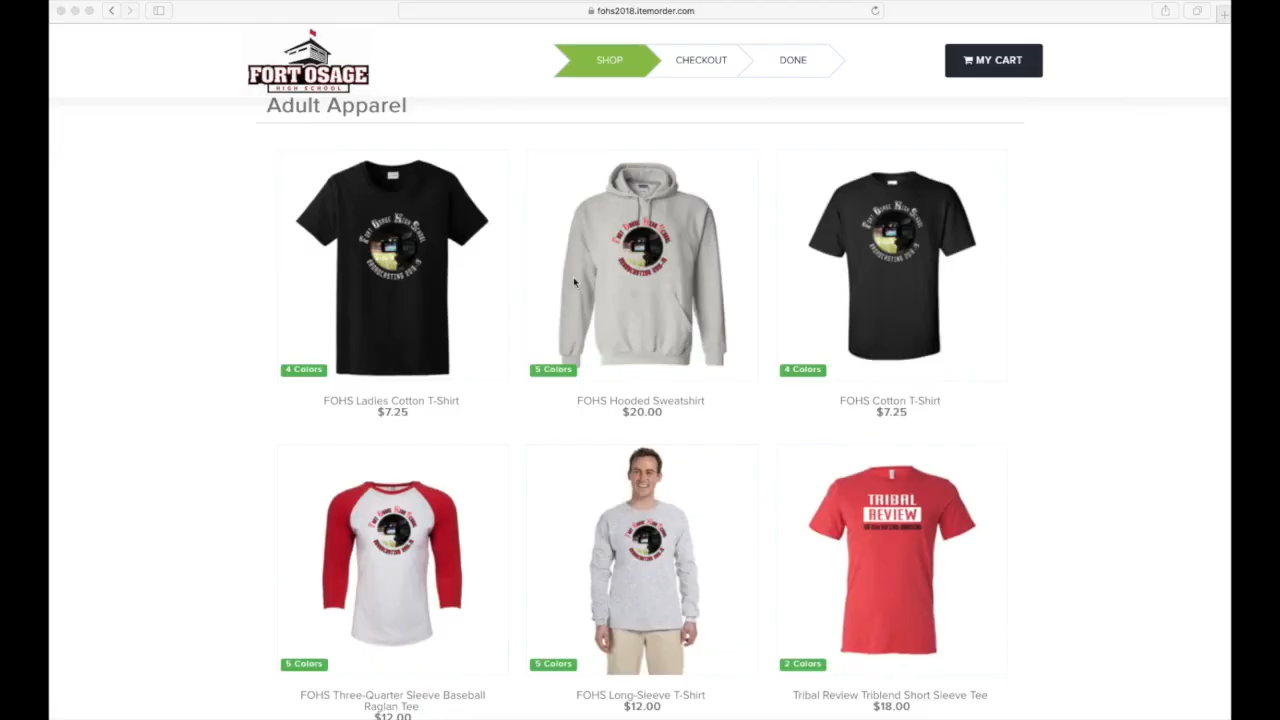 fohs2018.itemorder.com
FORT OSAGE
HIGH SCHOOL
SHOP
CHECKOUT
DONE
MY CART
Adult Apparel
4 Colors
5 Colors
4 Colors
FOHS Ladies Cotton T-Shirt
$7.25
FOHS Hooded Sweatshirt
$20.00
FOHS Cotton T-Shirt
$7.25
TRIBAL
REVIEW
5 Colors
5 Colors
2 Colors
FOHS Three-Quarter Sleeve Baseball
Raglan Tee
$12.00
FOHS Long-Sleeve T-Shirt
$12.00
Tribal Review Triblend Short Sleeve Tee
$18.00